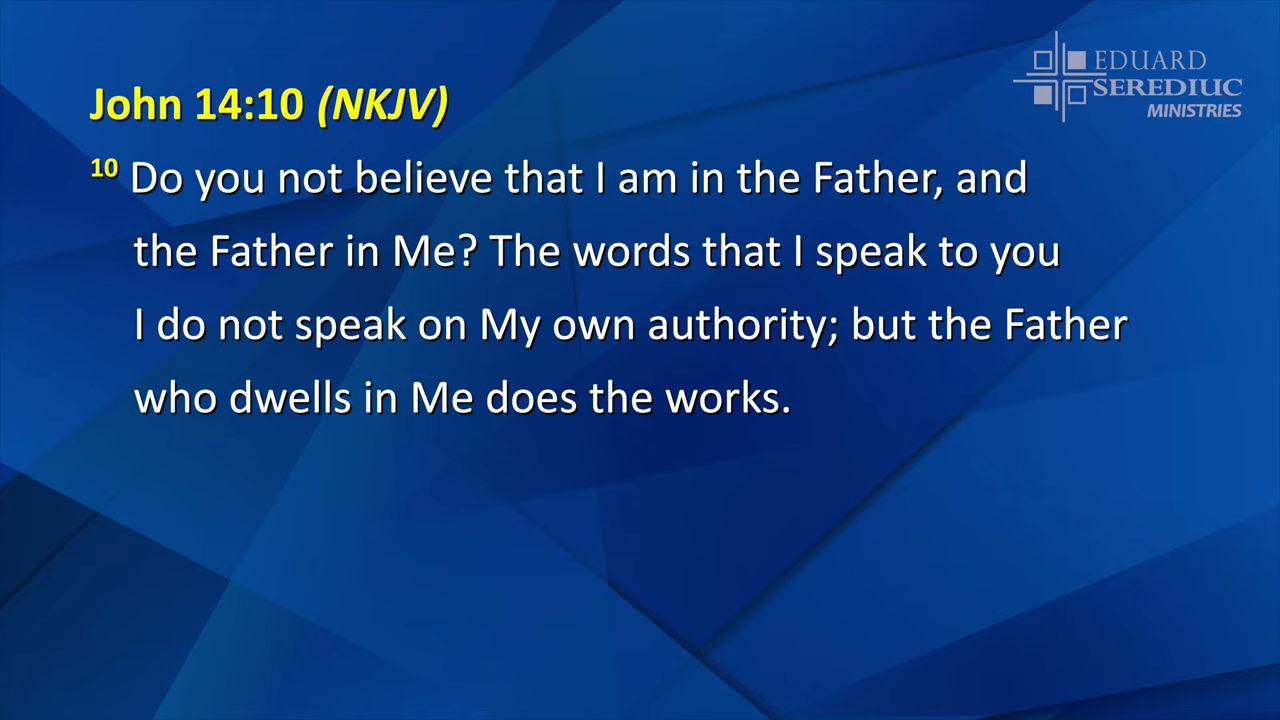 EDUARD
SEREDIUC
MINISTRIES
John 14:10 (NKJV)
10 Do you not believe that I am in the Father, and
the Father in Me? The words that I speak to you
I do not speak on My own authority; but the Father
who dwells in Me does the works.